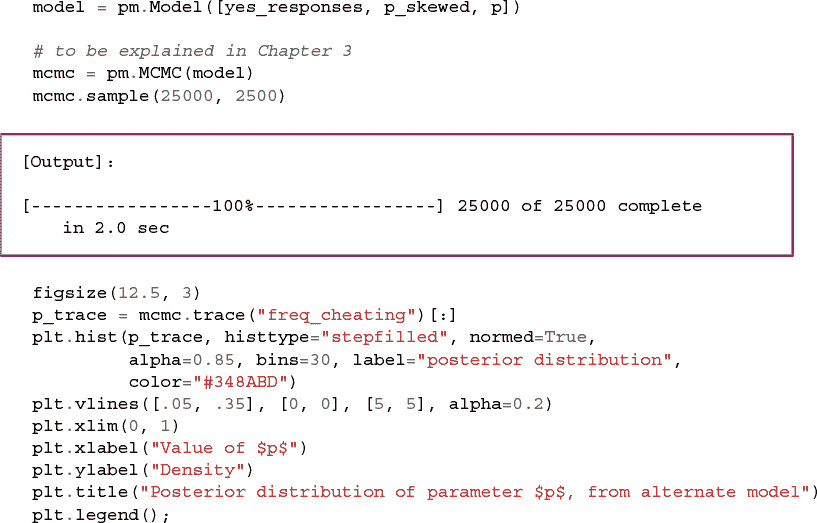 model = pm.Model([yes_responses, p_skewed, p])
# to be explained in Chapter 3
mcmc = pm.MCMC(model)
mcmc.sample(25000, 2500)
[Output]:
[-----------------100%-----------------] 25000 of 25000 complete
in 2.0 sec
figsize(12.5, 3)
p_trace = mcmc.trace("freq_cheating")[:]
plt.hist(p_trace, histtype="stepfilled", normed=True,
alpha=0.85, bins=30, label="posterior distribution",
color="#348ABD")
plt.vlines([.05, .35], [0, 0], [5, 5], alpha=0.2)
plt.xlim(0, 1)
plt.xlabel("Value of $p$")
plt.ylabel("Density")
plt.title("Posterior distribution of parameter $p$, from alternate model")
plt.legend();